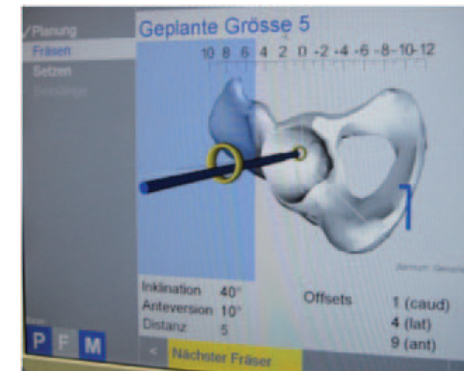 Planung
Fräsen
Setzen
Geplante Grösse 5
10 8 6 4 2 0 -2 -4 -6 -8 -10 -12
Inklination 40°
Anteversion 10°
Distanz 5
Offsets 1 (caud)
4 (lat)
9 (ant)
P F M
< Nächster Fräser